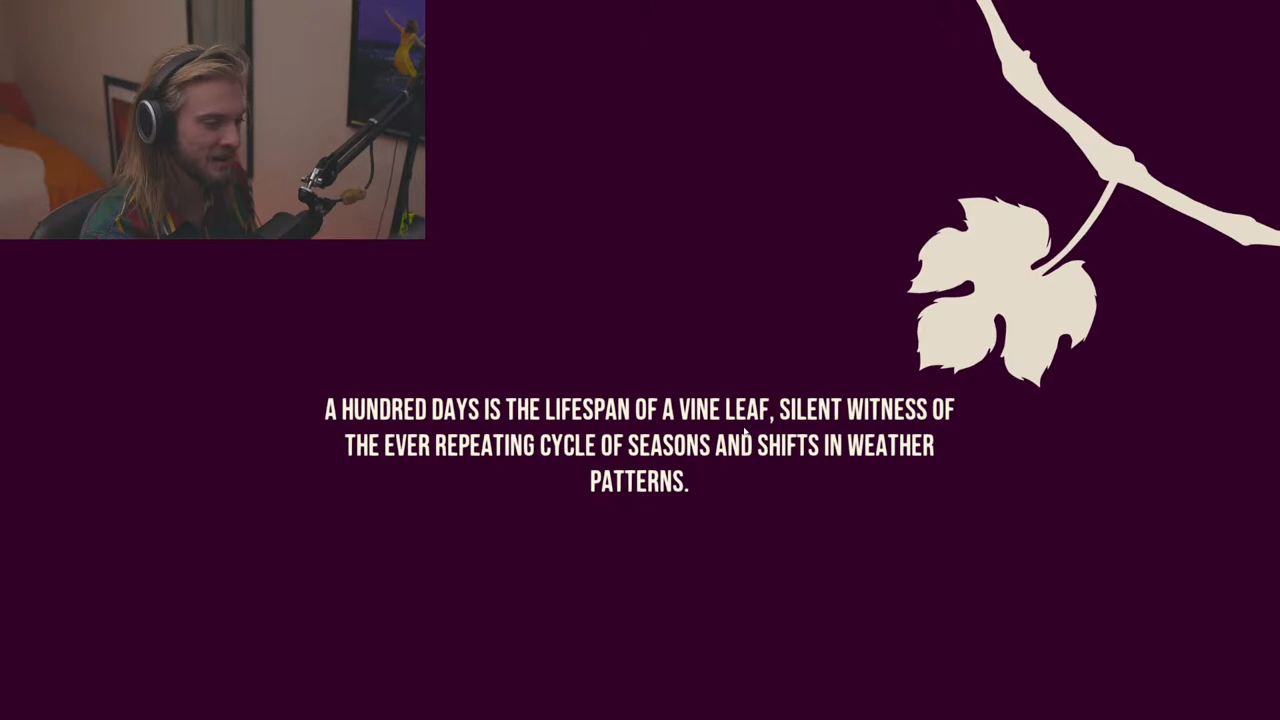 A HUNDRED DAYS IS THE LIFESPAN OF A VINE LEAF, SILENT WITNESS OF
THE EVER REPEATING CYCLE OF SEASONS AND SHIFTS IN WEATHER
PATTERNS.